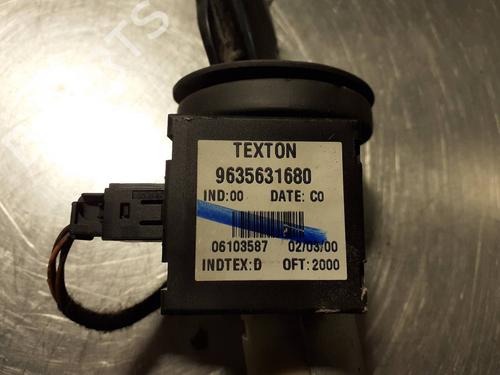 TEXTON
9635631680
IND:00 DATE: C0
06103587 02/03/00
INDTEX:D OFT:2000